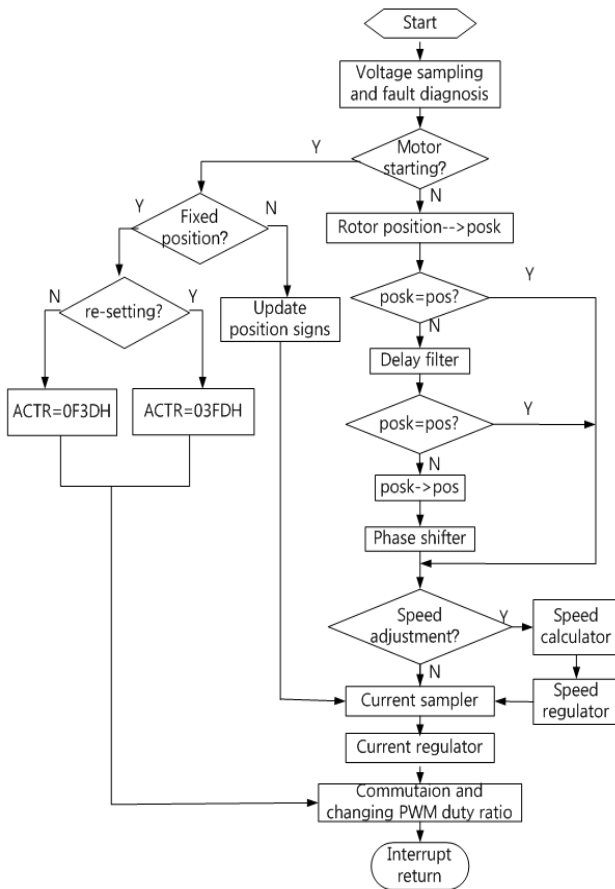 Start
Voltage sampling
and fault diagnosis
Y
Motor
starting?
N
Y
Fixed
position?
N
Rotor position-->posk
N
re-setting?
Y
Update
position signs
posk=pos?
Y
N
Delay filter
ACTR=0F3DH
ACTR=03FDH
posk=pos?
Y
N
posk->pos
Phase shifter
Speed
adjustment?
Y
Speed
calculator
N
Speed
regulator
Current sampler
Current regulator
Commutaion and
changing PWM duty ratio
Interrupt
return